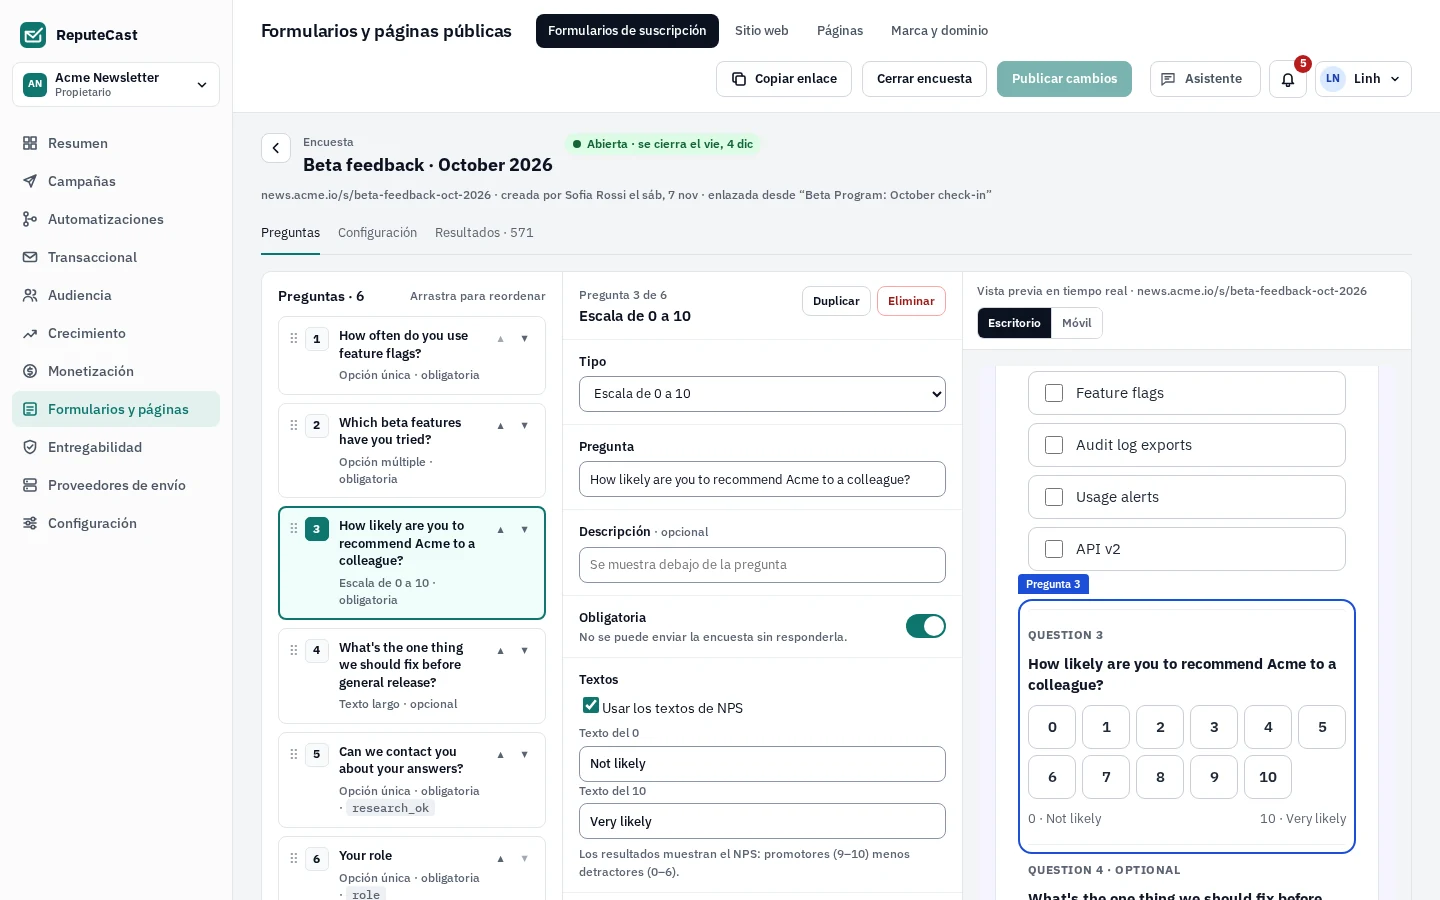 ReputeCast
AN
Acme Newsletter
Propietario
Resumen
Campañas
Automatizaciones
Transaccional
Audiencia
Crecimiento
Monetización
Formularios y páginas
Entregabilidad
Proveedores de envío
Configuración
Formularios y páginas públicas
Formularios de suscripción
Sitio web
Páginas
Marca y dominio
Copiar enlace
Cerrar encuesta
Publicar cambios
Asistente
5
LN
Linh
Encuesta
Beta feedback · October 2026
Abierta · se cierra el vie, 4 dic
news.acme.io/s/beta-feedback-oct-2026 · creada por Sofia Rossi el sáb, 7 nov · enlazada desde “Beta Program: October check-in”
Preguntas
Configuración
Resultados · 571
Preguntas · 6
Arrastra para reordenar
1
How often do you use
feature flags?
Opción única · obligatoria
2
Which beta features
have you tried?
Opción múltiple ·
obligatoria
3
How likely are you to
recommend Acme to a
colleague?
Escala de 0 a 10 ·
obligatoria
4
What's the one thing
we should fix before
general release?
Texto largo · opcional
5
Can we contact you
about your answers?
Opción única · obligatoria
· research_ok
6
Your role
Opción única · obligatoria
· role
Pregunta 3 de 6
Escala de 0 a 10
Duplicar
Eliminar
Tipo
Escala de 0 a 10
Pregunta
How likely are you to recommend Acme to a colleague?
Descripción · opcional
Se muestra debajo de la pregunta
Obligatoria
No se puede enviar la encuesta sin responderla.
Textos
Usar los textos de NPS
Texto del 0
Not likely
Texto del 10
Very likely
Los resultados muestran el NPS: promotores (9–10) menos
detractores (0–6).
Vista previa en tiempo real · news.acme.io/s/beta-feedback-oct-2026
Escritorio
Móvil
Feature flags
Audit log exports
Usage alerts
API v2
Pregunta 3
QUESTION 3
How likely are you to recommend Acme to a
colleague?
0 1 2 3 4 5
6 7 8 9 10
0 · Not likely
10 · Very likely
QUESTION 4 · OPTIONAL
What's the one thing we should fix before